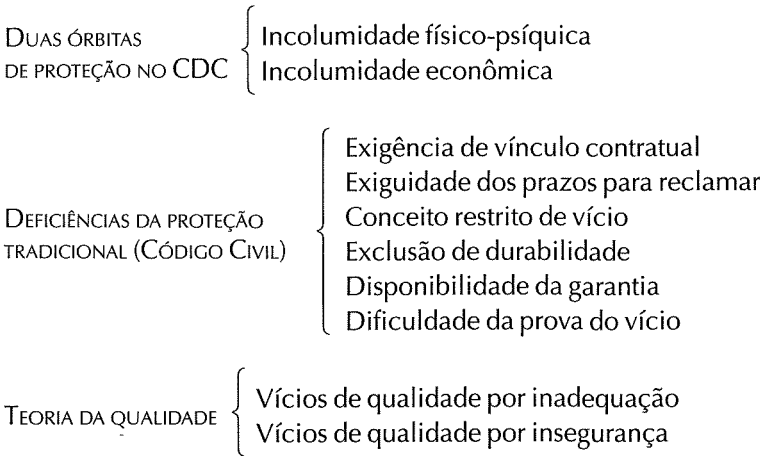 DUAS ÓRBITAS
DE PROTEÇÃO NO CDC
Incolumidade físico-psíquica
Incolumidade econômica
DEFICIÊNCIAS DA PROTEÇÃO
TRADICIONAL (CÓDIGO CIVIL)
Exigência de vínculo contratual
Exiguidade dos prazos para reclamar
Conceito restrito de vício
Exclusão de durabilidade
Disponibilidade da garantia
Dificuldade da prova do vício
TEORIA DA QUALIDADE
Vícios de qualidade por inadequação
Vícios de qualidade por insegurança